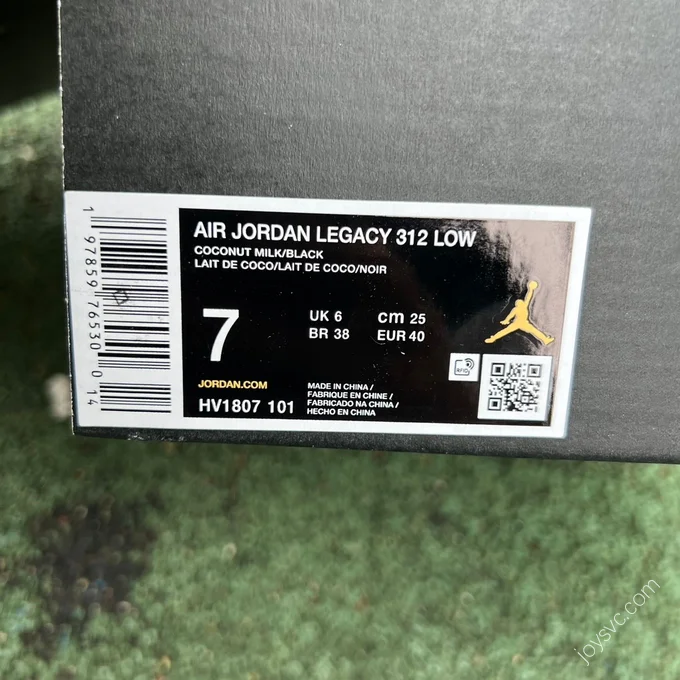 AIR JORDAN LEGACY 312 LOW
COCONUT MILK/BLACK
LAIT DE COCO/LAIT DE COCO/NOIR
7
UK 6 cm 25
BR 38 EUR 40
JORDAN.COM
HV1807 101
MADE IN CHINA /
FABRIQUE EN CHINE /
FABRICADO NA CHINA /
HECHO EN CHINA
RFID
1 97859 76530 0 14
joysvc.com